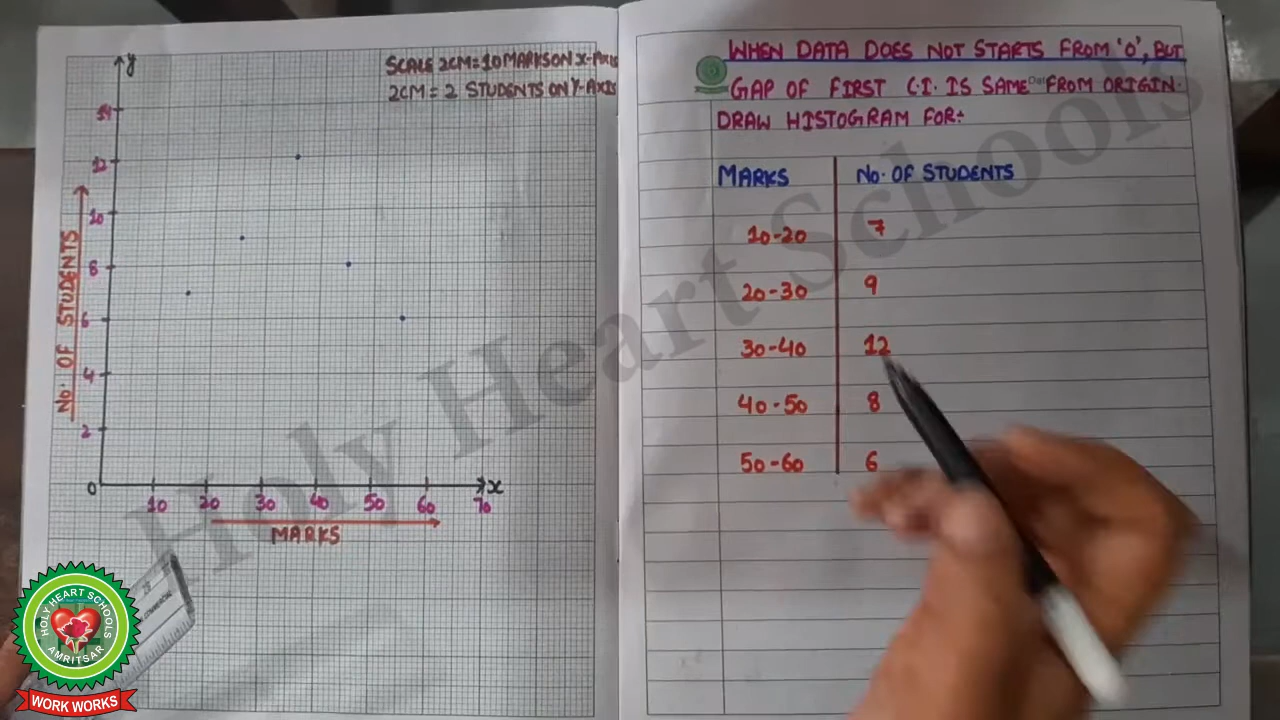 y
SCALE 2CM=10 MARKS ON X-AXIS
2CM = 2 STUDENTS ON Y-AXIS
14
12
10
8
6
4
2
0
NO. OF STUDENTS
10 20 30 40 50 60 70
x
MARKS
WHEN DATA DOES NOT STARTS FROM '0', BUT
GAP OF FIRST C.I. IS SAME FROM ORIGIN.
DRAW HISTOGRAM FOR:-
MARKS No. OF STUDENTS
10-20 7
20-30 9
30-40 12
40-50 8
50-60 6
Holy Heart Schools
HOLY HEART SCHOOLS
AMRITSAR
WORK WORKS